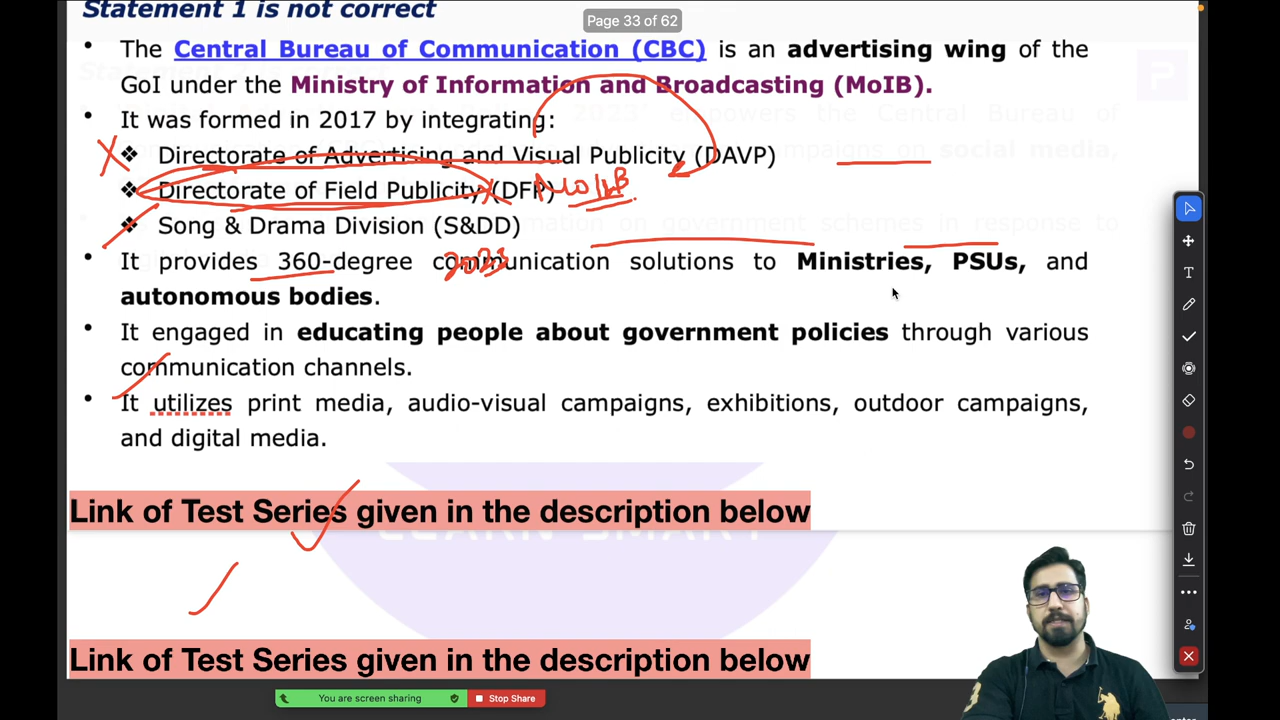 Statement 1 is not correct
Page 33 of 62
• The Central Bureau of Communication (CBC) is an advertising wing of the
GoI under the Ministry of Information and Broadcasting (MoIB).
• It was formed in 2017 by integrating:
❖ Directorate of Advertising and Visual Publicity (DAVP)
❖ Directorate of Field Publicity (DFP)
MoIB
❖ Song & Drama Division (S&DD)
• It provides 360-degree communication solutions to Ministries, PSUs, and
2023
autonomous bodies.
• It engaged in educating people about government policies through various
communication channels.
• It utilizes print media, audio-visual campaigns, exhibitions, outdoor campaigns,
and digital media.
Link of Test Series given in the description below
LEARN SMART
Link of Test Series given in the description below
You are screen sharing
Stop Share